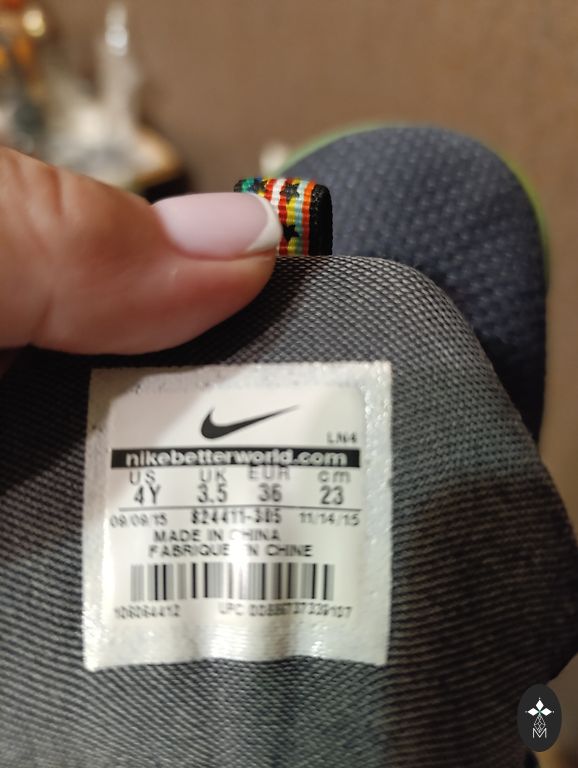 LN4
nikebetterworld.com
US UK EUR cm
4Y 3.5 36 23
09/09/15 824411-305 11/14/15
MADE IN CHINA
FABRIQUE EN CHINE
UPC
M